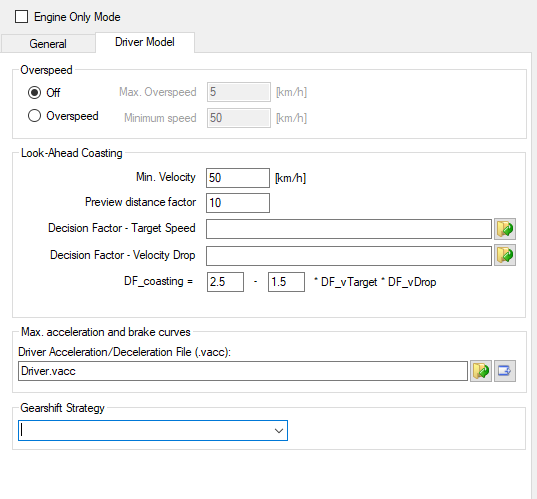 Engine Only Mode
General Driver Model
Overspeed
Off Max. Overspeed 5 [km/h]
Overspeed Minimum speed 50 [km/h]
Look-Ahead Coasting
Min. Velocity 50 [km/h]
Preview distance factor 10
Decision Factor - Target Speed
Decision Factor - Velocity Drop
DF_coasting = 2.5 - 1.5 * DF_vTarget * DF_vDrop
Max. acceleration and brake curves
Driver Acceleration/Deceleration File (.vacc):
Driver.vacc
Gearshift Strategy